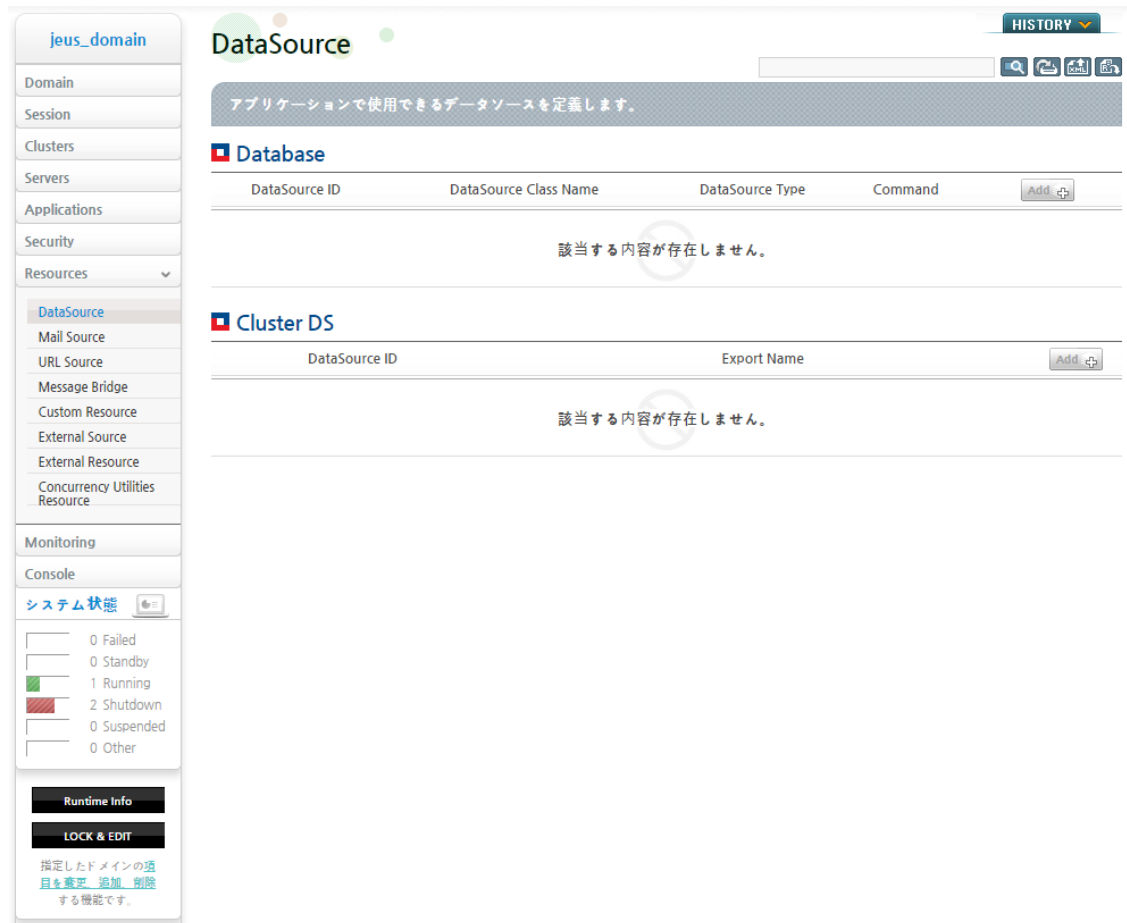 jeus_domain
Domain
Session
Clusters
Servers
Applications
Security
Resources
DataSource
Mail Source
URL Source
Message Bridge
Custom Resource
External Source
External Resource
Concurrency Utilities
Resource
Monitoring
Console
システム状態
0 Failed
0 Standby
1 Running
2 Shutdown
0 Suspended
0 Other
Runtime Info
LOCK & EDIT
指定したドメインの項
目を変更、追加、削除
する機能です。
HISTORY
DataSource
XML
アプリケーションで使用できるデータソースを定義します。
Database
DataSource ID DataSource Class Name DataSource Type Command Add
該当する内容が存在しません。
Cluster DS
DataSource ID Export Name Add
該当する内容が存在しません。